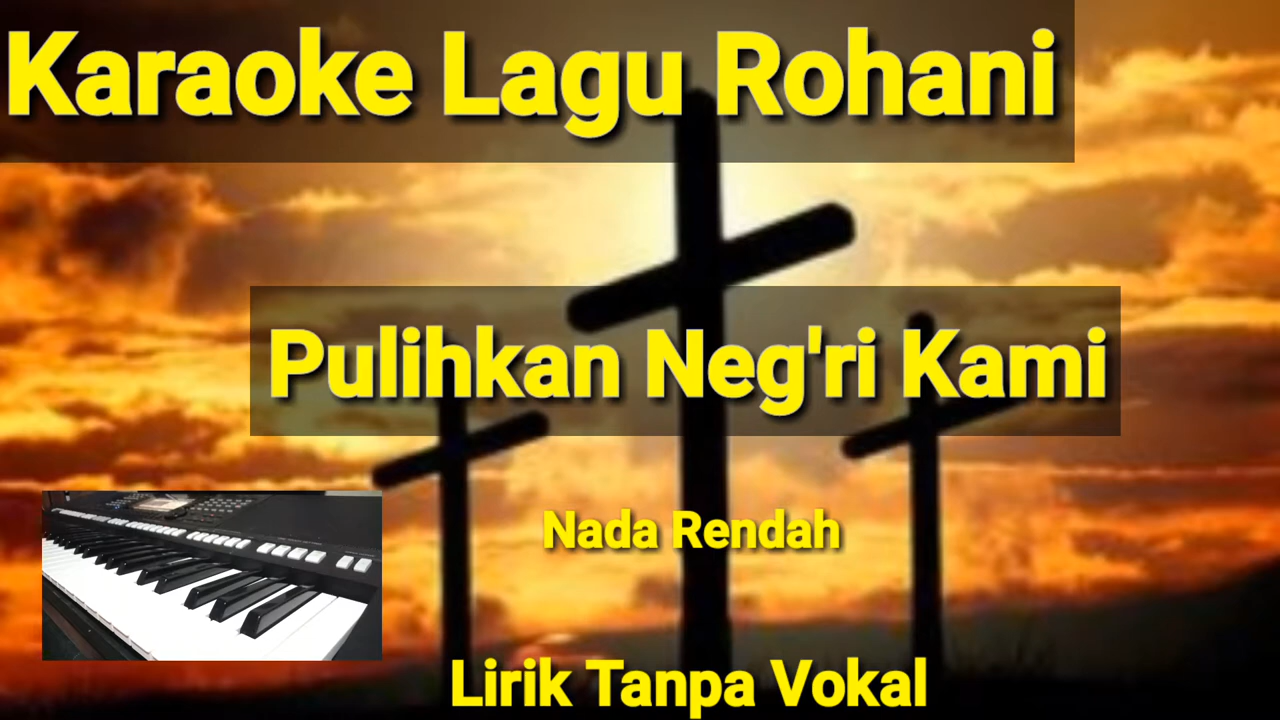 Karaoke Lagu Rohani
Pulihkan Neg'ri Kami
Nada Rendah
Lirik Tanpa Vokal